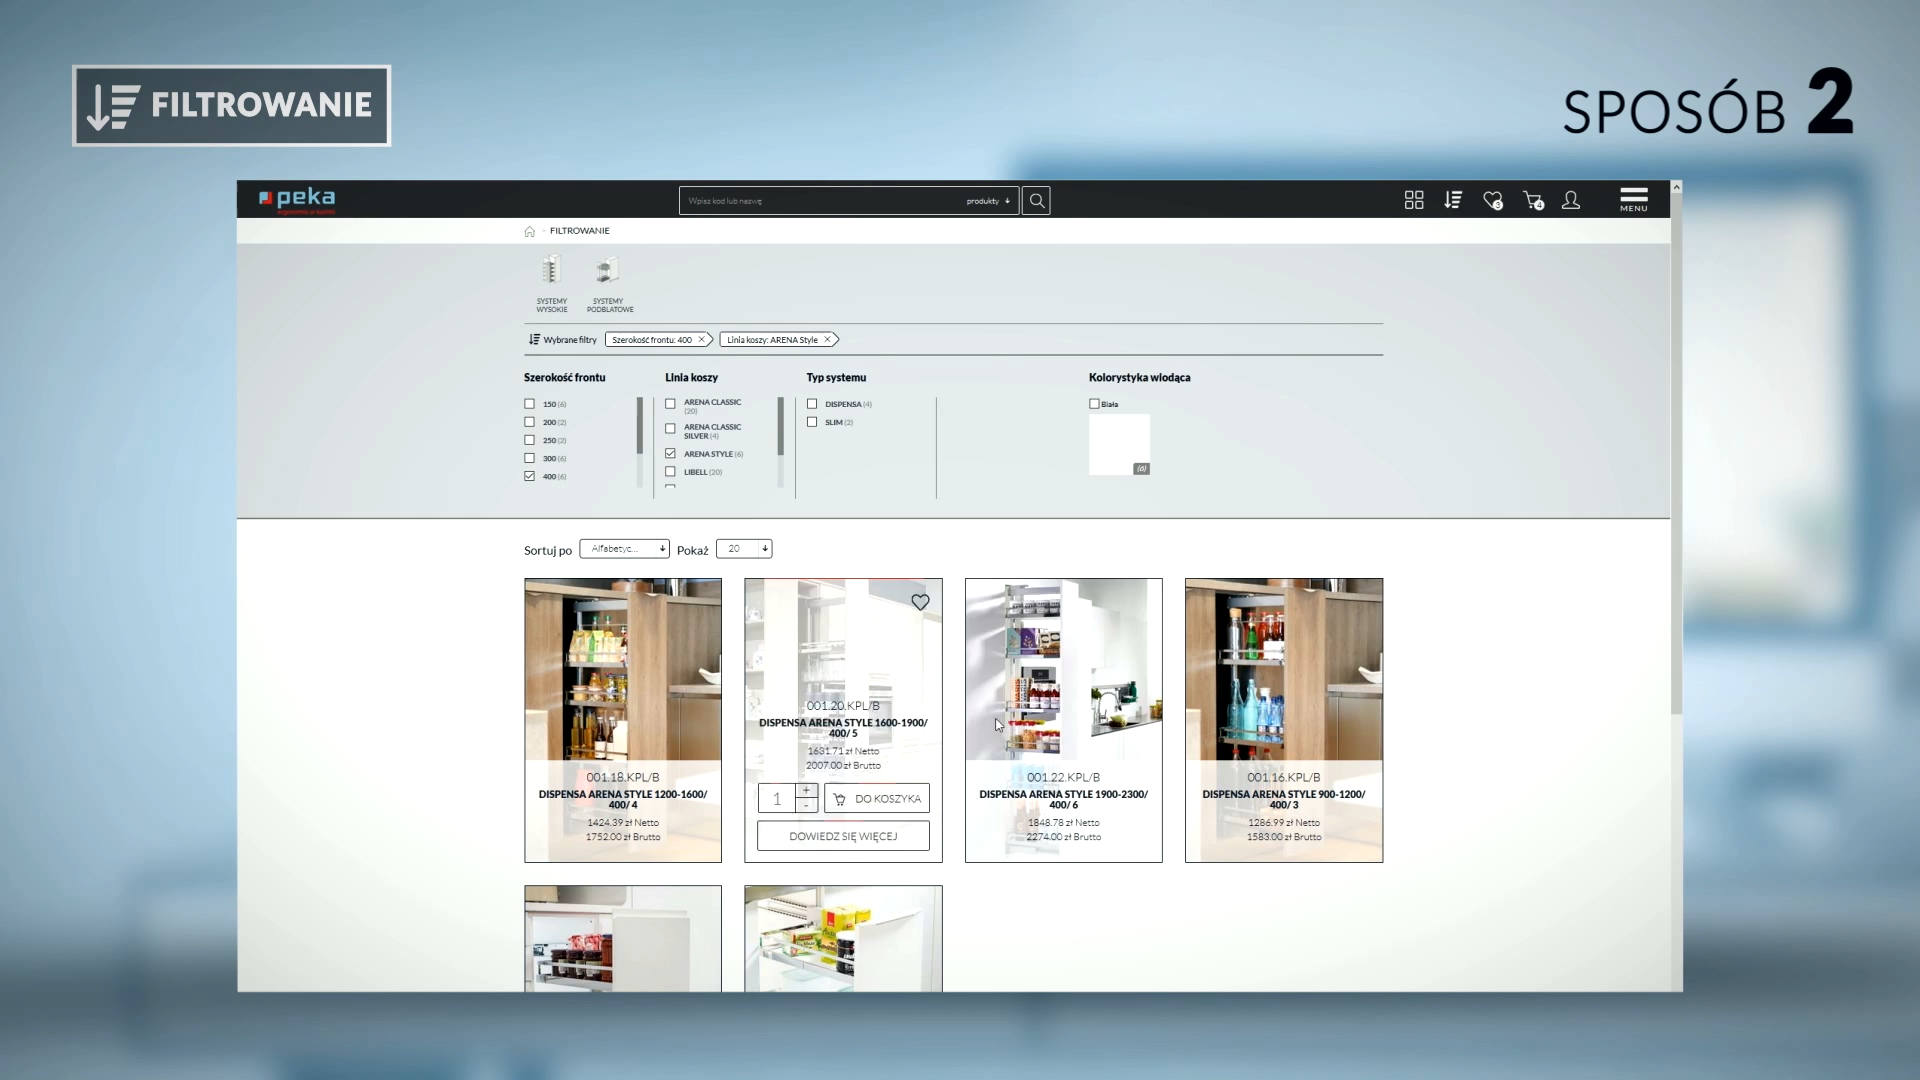 FILTROWANIE
SPOSÓB 2
peka
Wpisz kod lub nazwę
produkty
3
4
MENU
FILTROWANIE
SYSTEMY WYSOKIE
SYSTEMY PODBLATOWE
Wybrane filtry
Szerokość frontu: 400
Linia koszy: ARENA Style
Szerokość frontu
150 (6)
200 (2)
250 (2)
300 (6)
400 (6)
Linia koszy
ARENA CLASSIC (20)
ARENA CLASSIC SILVER (4)
ARENA STYLE (6)
LIBELL (20)
Typ systemu
DISPENSA (4)
SLIM (2)
Kolorystyka wiodąca
Biała
(6)
Sortuj po
Alfabetyc...
Pokaż
20
001.18.KPL/B
DISPENSA ARENA STYLE 1200-1600/
400/ 4
1424.39 zł Netto
1752.00 zł Brutto
001.20.KPL/B
DISPENSA ARENA STYLE 1600-1900/
400/ 5
1631.71 zł Netto
2007.00 zł Brutto
1
+
-
DO KOSZYKA
DOWIEDZ SIĘ WIĘCEJ
001.22.KPL/B
DISPENSA ARENA STYLE 1900-2300/
400/ 6
1848.78 zł Netto
2274.00 zł Brutto
001.16.KPL/B
DISPENSA ARENA STYLE 900-1200/
400/ 3
1286.99 zł Netto
1583.00 zł Brutto